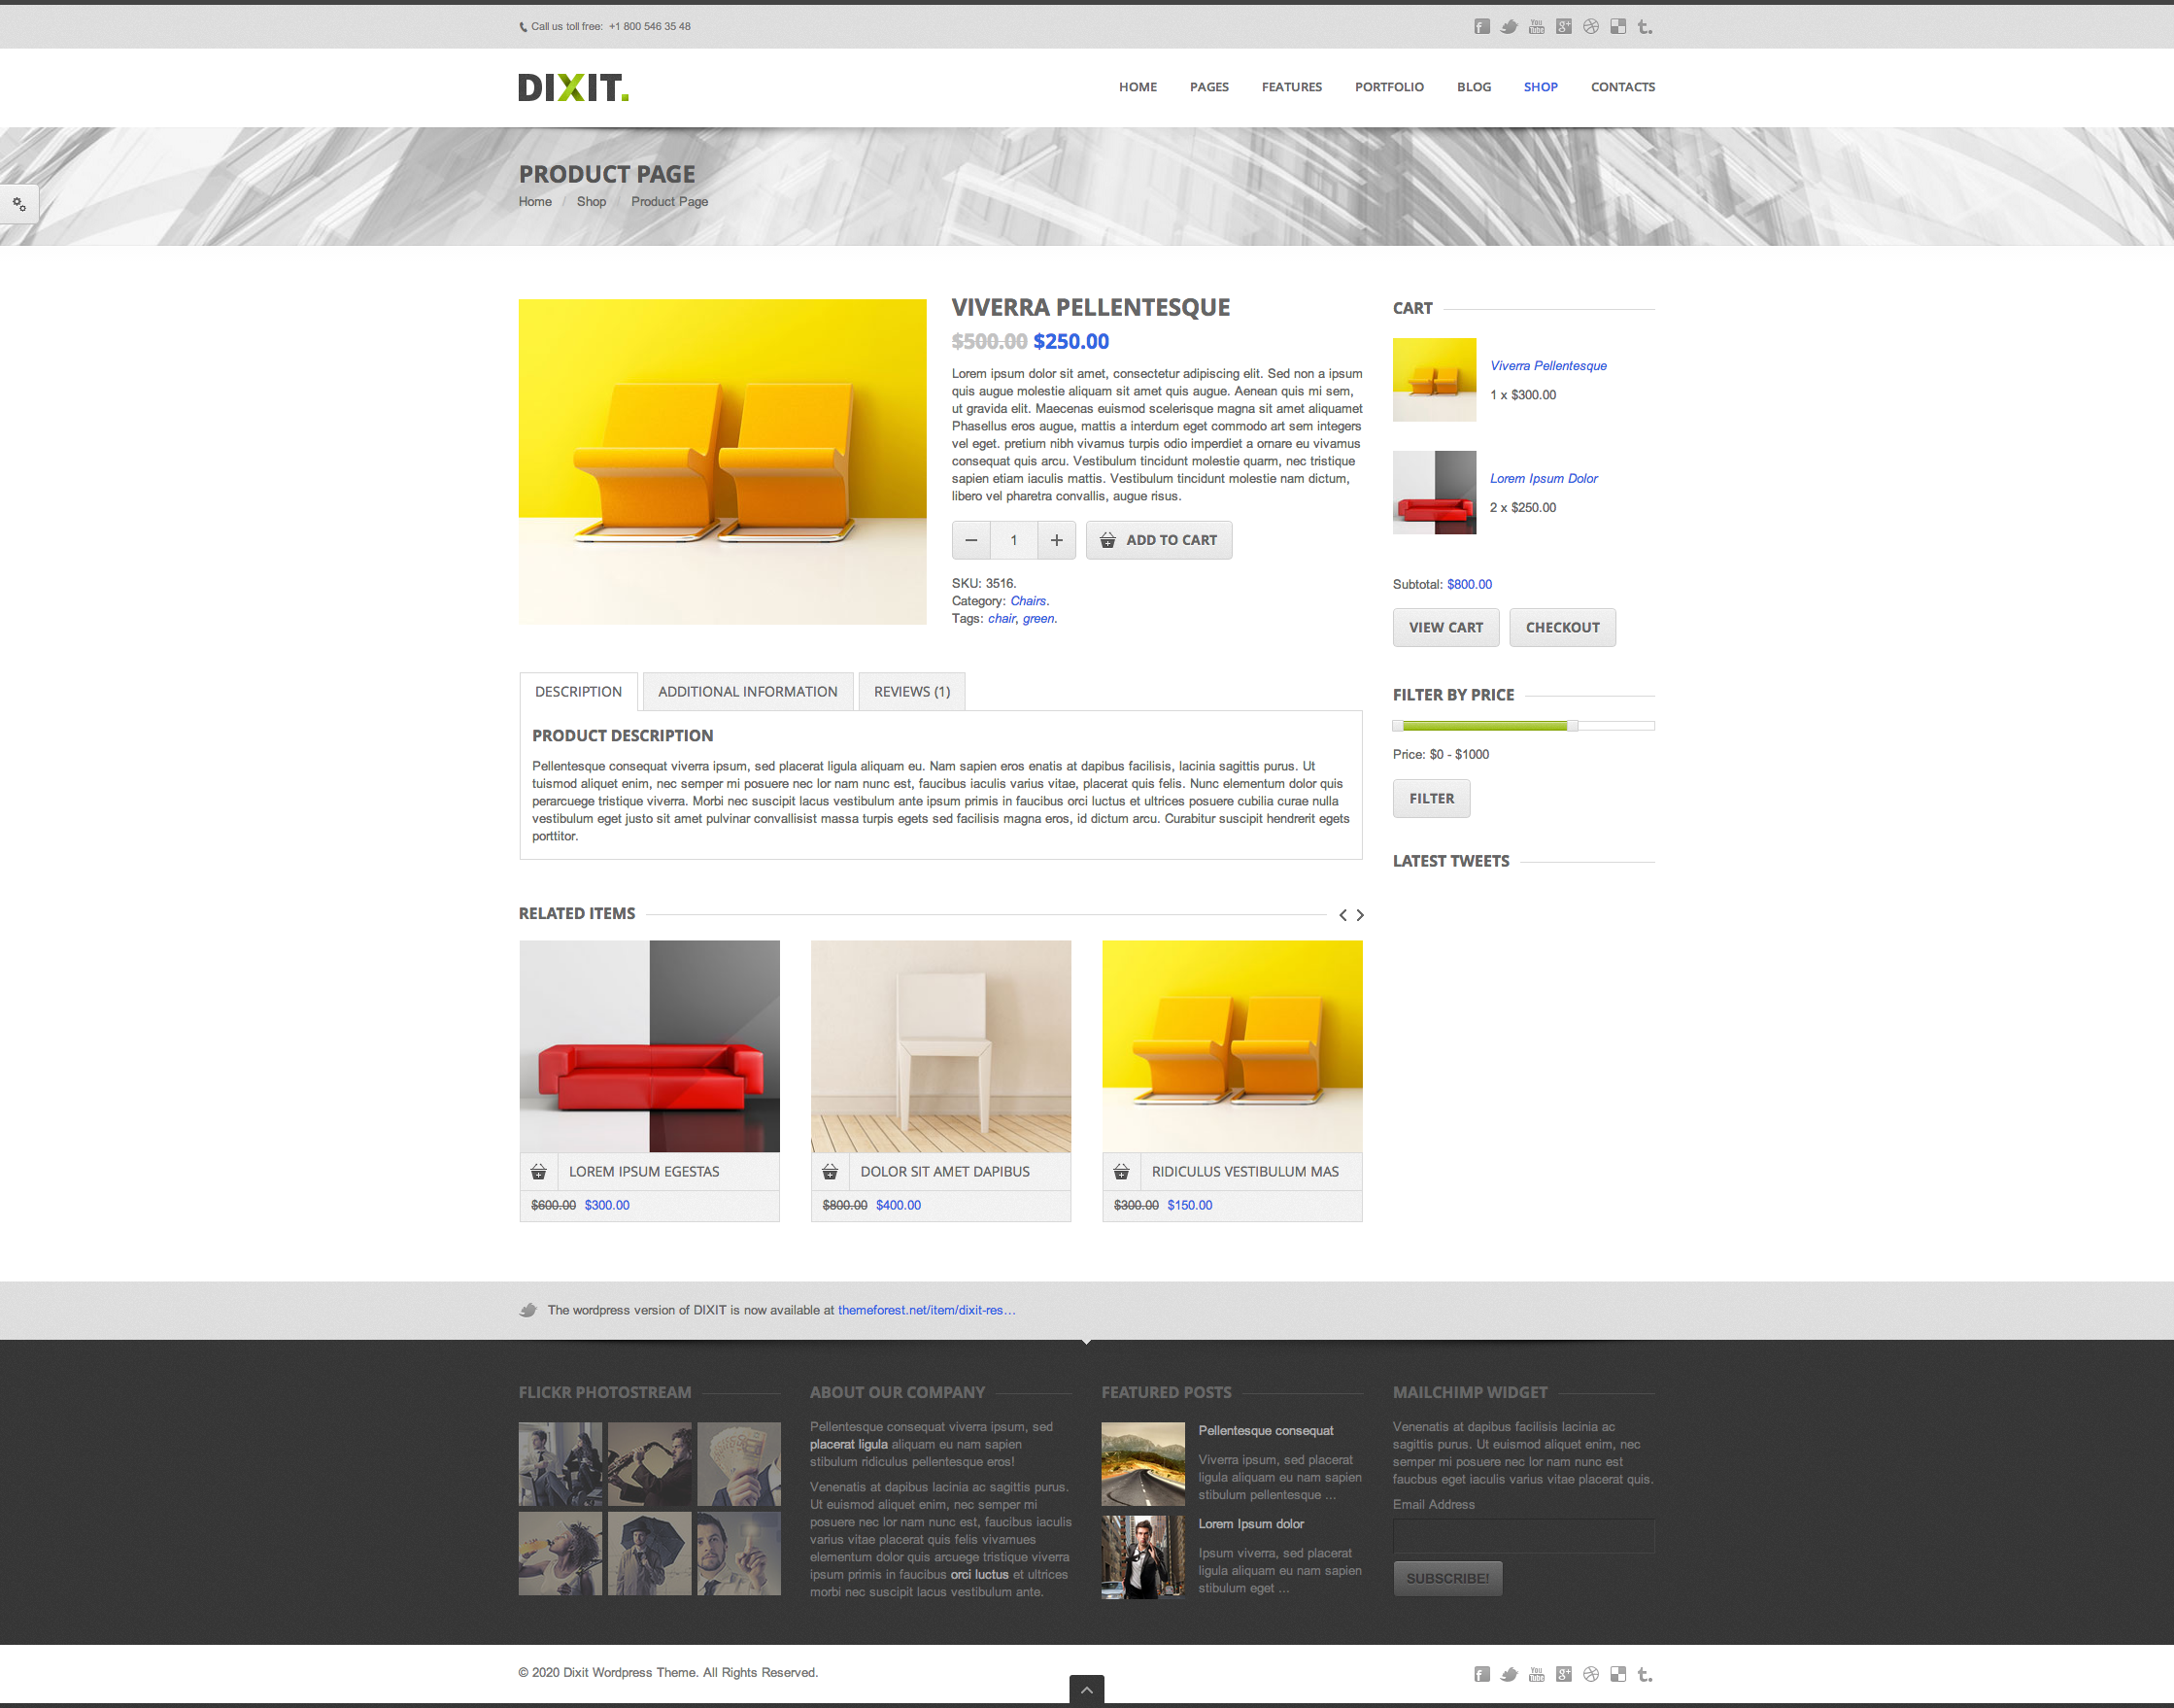 Call us toll free: +1 800 546 35 48
DIXIT.
HOME PAGES FEATURES PORTFOLIO BLOG SHOP CONTACTS
PRODUCT PAGE
Home / Shop / Product Page
VIVERRA PELLENTESQUE
$500.00 $250.00
Lorem ipsum dolor sit amet, consectetur adipiscing elit. Sed non a ipsum
quis augue molestie aliquam sit amet quis augue. Aenean quis mi sem,
ut gravida elit. Maecenas euismod scelerisque magna sit amet aliquamet
Phasellus eros augue, mattis a interdum eget commodo art sem integers
vel eget. pretium nibh vivamus turpis odio imperdiet a ornare eu vivamus
consequat quis arcu. Vestibulum tincidunt molestie quarm, nec tristique
sapien etiam iaculis mattis. Vestibulum tincidunt molestie nam dictum,
libero vel pharetra convallis, augue risus.
− 1 + ADD TO CART
SKU: 3516.
Category: Chairs.
Tags: chair, green.
CART
Viverra Pellentesque
1 x $300.00
Lorem Ipsum Dolor
2 x $250.00
Subtotal: $800.00
VIEW CART CHECKOUT
FILTER BY PRICE
Price: $0 - $1000
FILTER
LATEST TWEETS
DESCRIPTION ADDITIONAL INFORMATION REVIEWS (1)
PRODUCT DESCRIPTION
Pellentesque consequat viverra ipsum, sed placerat ligula aliquam eu. Nam sapien eros enatis at dapibus facilisis, lacinia sagittis purus. Ut
tuismod aliquet enim, nec semper mi posuere nec lor nam nunc est, faucibus iaculis varius vitae, placerat quis felis. Nunc elementum dolor quis
perarcuege tristique viverra. Morbi nec suscipit lacus vestibulum ante ipsum primis in faucibus orci luctus et ultrices posuere cubilia curae nulla
vestibulum eget justo sit amet pulvinar convallisist massa turpis egets sed facilisis magna eros, id dictum arcu. Curabitur suscipit hendrerit egets
porttitor.
RELATED ITEMS
LOREM IPSUM EGESTAS
$600.00 $300.00
DOLOR SIT AMET DAPIBUS
$800.00 $400.00
RIDICULUS VESTIBULUM MAS
$300.00 $150.00
The wordpress version of DIXIT is now available at themeforest.net/item/dixit-res…
FLICKR PHOTOSTREAM
ABOUT OUR COMPANY
Pellentesque consequat viverra ipsum, sed
placerat ligula aliquam eu nam sapien
stibulum ridiculus pellentesque eros!
Venenatis at dapibus lacinia ac sagittis purus.
Ut euismod aliquet enim, nec semper mi
posuere nec lor nam nunc est, faucibus iaculis
varius vitae placerat quis felis vivamues
elementum dolor quis arcuege tristique viverra
ipsum primis in faucibus orci luctus et ultrices
morbi nec suscipit lacus vestibulum ante.
FEATURED POSTS
Pellentesque consequat
Viverra ipsum, sed placerat
ligula aliquam eu nam sapien
stibulum pellentesque ...
Lorem Ipsum dolor
Ipsum viverra, sed placerat
ligula aliquam eu nam sapien
stibulum eget ...
MAILCHIMP WIDGET
Venenatis at dapibus facilisis lacinia ac
sagittis purus. Ut euismod aliquet enim, nec
semper mi posuere nec lor nam nunc est
faucbus eget iaculis varius vitae placerat quis.
Email Address
SUBSCRIBE!
© 2020 Dixit Wordpress Theme. All Rights Reserved.